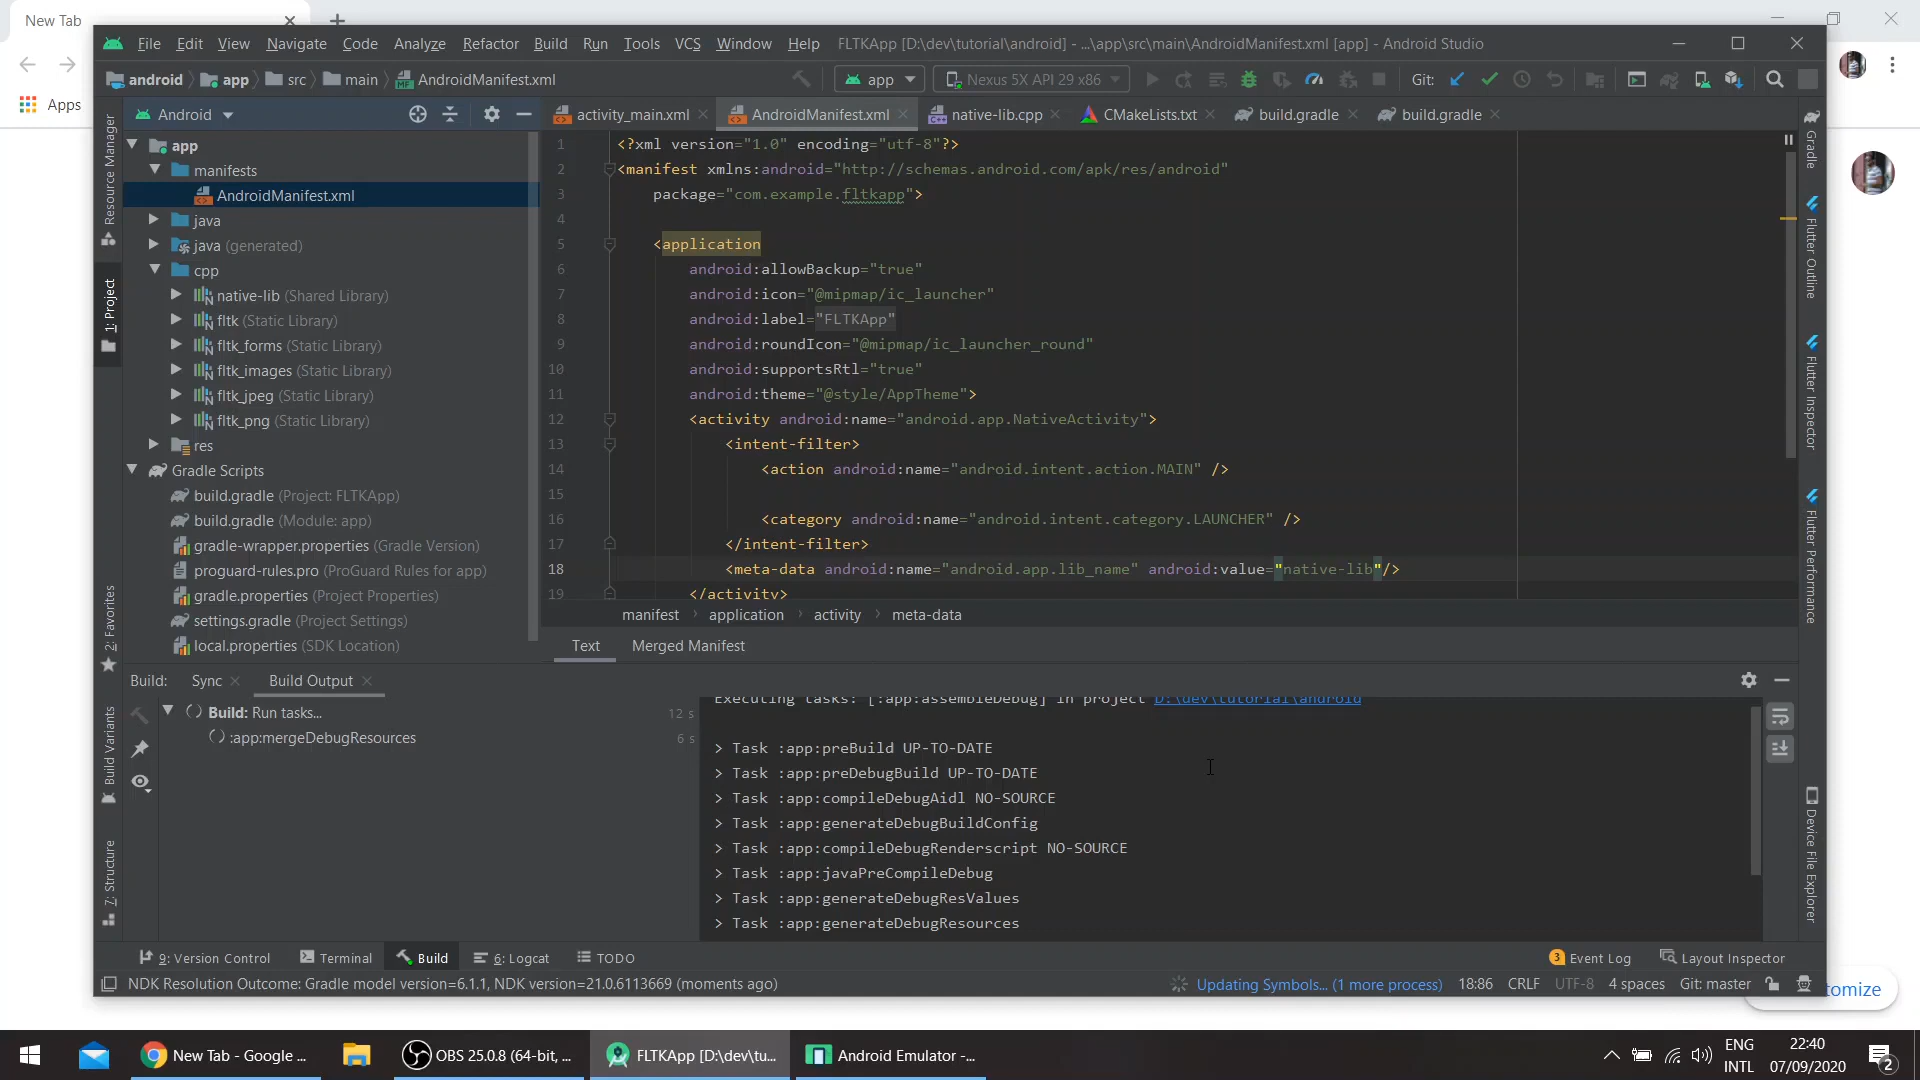 New Tab
File Edit View Navigate Code Analyze Refactor Build Run Tools VCS Window Help FLTKApp [D:\dev\tutorial\android] - ...\app\src\main\AndroidManifest.xml [app] - Android Studio
android app src main AndroidManifest.xml app Nexus 5X API 29 x86 Git:
Apps
Android activity_main.xml AndroidManifest.xml native-lib.cpp CMakeLists.txt build.gradle build.gradle
Resource Manager
1: Project
2: Favorites
Build Variants
7: Structure
app
manifests
AndroidManifest.xml
java
java (generated)
cpp
native-lib (Shared Library)
fltk (Static Library)
fltk_forms (Static Library)
fltk_images (Static Library)
fltk_jpeg (Static Library)
fltk_png (Static Library)
res
Gradle Scripts
build.gradle (Project: FLTKApp)
build.gradle (Module: app)
gradle-wrapper.properties (Gradle Version)
proguard-rules.pro (ProGuard Rules for app)
gradle.properties (Project Properties)
settings.gradle (Project Settings)
local.properties (SDK Location)
1 <?xml version="1.0" encoding="utf-8"?>
2 <manifest xmlns:android="http://schemas.android.com/apk/res/android"
3 package="com.example.fltkapp">
4
5 <application
6 android:allowBackup="true"
7 android:icon="@mipmap/ic_launcher"
8 android:label="FLTKApp"
9 android:roundIcon="@mipmap/ic_launcher_round"
10 android:supportsRtl="true"
11 android:theme="@style/AppTheme">
12 <activity android:name="android.app.NativeActivity">
13 <intent-filter>
14 <action android:name="android.intent.action.MAIN" />
15
16 <category android:name="android.intent.category.LAUNCHER" />
17 </intent-filter>
18 <meta-data android:name="android.app.lib_name" android:value="native-lib"/>
19 </activity>
manifest application activity meta-data
Text Merged Manifest
Gradle
Flutter Outline
Flutter Inspector
Flutter Performance
Device File Explorer
Build: Sync Build Output
Build: Run tasks... 12 s
:app:mergeDebugResources 6 s
Executing tasks: [:app:assembleDebug] in project D:\dev\tutorial\android
> Task :app:preBuild UP-TO-DATE
> Task :app:preDebugBuild UP-TO-DATE
> Task :app:compileDebugAidl NO-SOURCE
> Task :app:generateDebugBuildConfig
> Task :app:compileDebugRenderscript NO-SOURCE
> Task :app:javaPreCompileDebug
> Task :app:generateDebugResValues
> Task :app:generateDebugResources
9: Version Control Terminal Build 6: Logcat TODO 3 Event Log Layout Inspector
NDK Resolution Outcome: Gradle model version=6.1.1, NDK version=21.0.6113669 (moments ago) Updating Symbols... (1 more process) 18:86 CRLF UTF-8 4 spaces Git: master
tomize
New Tab - Google ... OBS 25.0.8 (64-bit, ... FLTKApp [D:\dev\tu... Android Emulator -...
ENG
INTL
22:40
07/09/2020
2